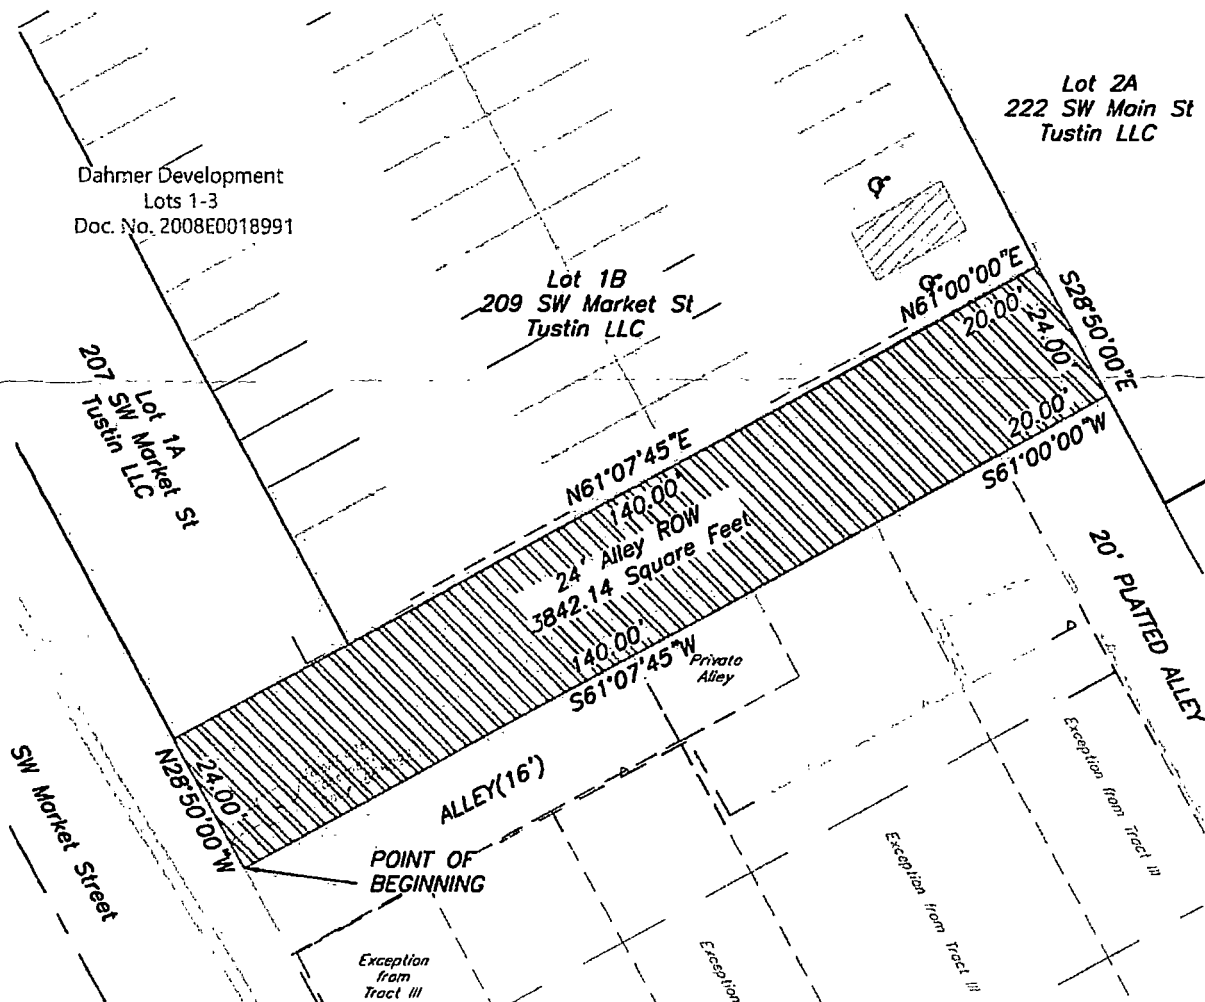 Lot 2A
222 SW Main St
Tustin LLC
Dahmer Development
Lots 1-3
Doc. No. 2008E0018991
Lot 1B
209 SW Market St
Tustin LLC
N61°00'00"E
20.00'
24.00'
S28°50'00"E
20.00'
S61°00'00"W
Lot 1A
207 SW Market St
Tustin LLC
N61°07'45"E
140.00'
24' Alley ROW
3842.14 Square Feet
140.00'
S61°07'45"W
Private
Alley
20' PLATTED ALLEY
N28°50'00"W
24.00'
SW Market Street
ALLEY(16')
POINT OF
BEGINNING
Exception from Tract III
Exception from Tract III
Exception
from
Tract III
Exception